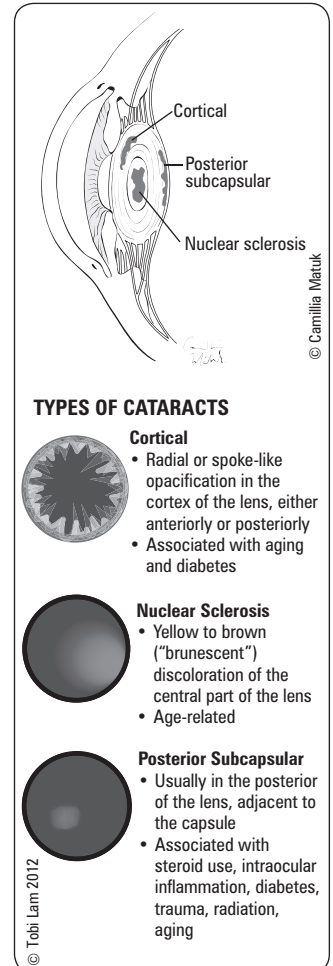 Cortical
Posterior
subcapsular
Nuclear sclerosis
© Camillia Matuk
TYPES OF CATARACTS
Cortical
• Radial or spoke-like
opacification in the
cortex of the lens, either
anteriorly or posteriorly
• Associated with aging
and diabetes
Nuclear Sclerosis
• Yellow to brown
(“brunescent”)
discoloration of the
central part of the lens
• Age-related
Posterior Subcapsular
• Usually in the posterior
of the lens, adjacent to
the capsule
• Associated with
steroid use, intraocular
inflammation, diabetes,
trauma, radiation,
aging
© Tobi Lam 2012